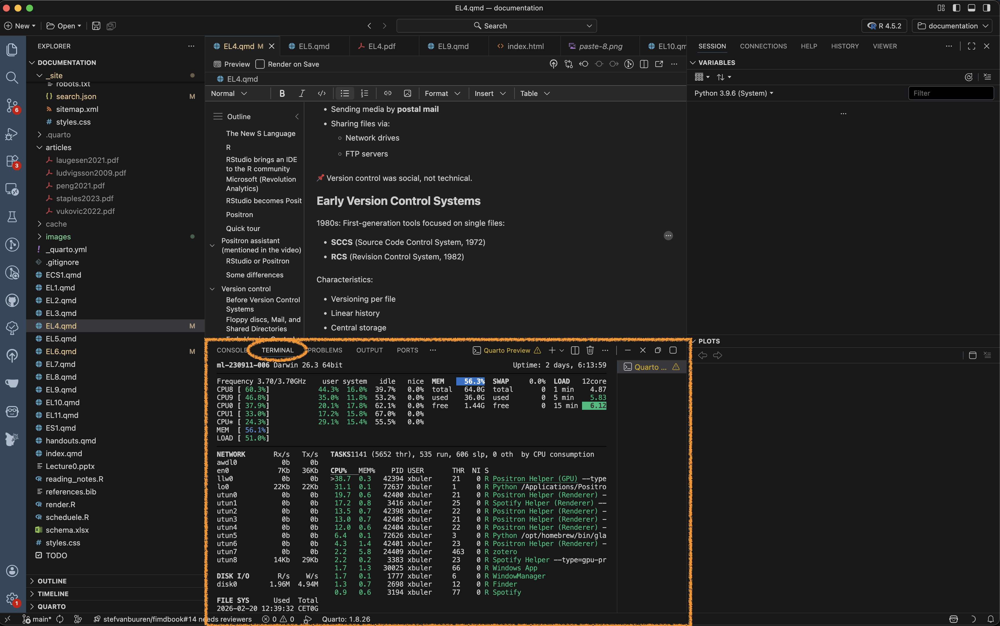 EL4.qmd — documentation
New
Open
Search
R 4.5.2
documentation
EXPLORER
DOCUMENTATION
_site
robots.txt
search.json M
sitemap.xml
styles.css
.quarto
articles
laugesen2021.pdf
ludvigsson2009.pdf
peng2021.pdf
staples2023.pdf
vukovic2022.pdf
cache
images
_quarto.yml
.gitignore
ECS1.qmd
EL1.qmd
EL2.qmd
EL3.qmd
EL4.qmd M
EL5.qmd
EL6.qmd M
EL7.qmd
EL8.qmd
EL9.qmd
EL10.qmd
EL11.qmd
ES1.qmd
handouts.qmd
index.qmd
Lecture0.pptx
reading_notes.R
references.bib
render.R
scheduele.R
schema.xlsx
styles.css
TODO
OUTLINE
TIMELINE
QUARTO
6
3
1
EL4.qmd M
EL5.qmd
EL4.pdf
EL9.qmd
index.html
paste-8.png
EL10.qm
Preview
Render on Save
EL4.qmd
Normal
B
I
Format
Insert
Table
Outline
The New S Language
R
RStudio brings an IDE
to the R community
Microsoft (Revolution
Analytics)
RStudio becomes Posit
Positron
Quick tour
Positron assistant
(mentioned in the video)
RStudio or Positron
Some differences
Version control
Before Version Control
Systems
Floppy discs, Mail, and
Shared Directories
• Sending media by postal mail
• Sharing files via:
◦ Network drives
◦ FTP servers
📌 Version control was social, not technical.
Early Version Control Systems
1980s: First-generation tools focused on single files:
• SCCS (Source Code Control System, 1972)
• RCS (Revision Control System, 1982)
Characteristics:
• Versioning per file
• Linear history
• Central storage
CONSOLE TERMINAL PROBLEMS OUTPUT PORTS
Quarto Preview
Quarto ...
ml-230911-006 Darwin 26.3 64bit Uptime: 2 days, 6:13:59
Frequency 3.70/3.70GHz user system idle nice MEM 56.3% SWAP 0.0% LOAD 12core
CPU8 [ 60.3%] 44.3% 16.0% 39.7% 0.0% total 64.0G total 0 1 min 4.87
CPU9 [ 46.8%] 35.0% 11.8% 53.2% 0.0% used 36.0G used 0 5 min 5.83
CPU0 [ 37.9%] 20.1% 17.8% 62.1% 0.0% free 1.44G free 0 15 min 6.12
CPU1 [ 33.0%] 17.2% 15.8% 67.0% 0.0%
CPU* [ 24.3%] 29.1% 15.4% 55.5% 0.0%
MEM [ 56.1%]
LOAD [ 51.0%]
NETWORK Rx/s Tx/s TASKS1141 (5652 thr), 535 run, 606 slp, 0 oth by CPU consumption
awdl0 0b 0b
en0 7Kb 36Kb CPU% MEM% PID USER THR NI S
llw0 0b 0b >38.7 0.3 42394 xbuler 21 0 R Positron Helper (GPU) --type
lo0 22Kb 22Kb 31.1 0.1 72637 xbuler 1 0 R Python /Applications/Positro
utun0 0b 0b 19.7 0.6 42400 xbuler 21 0 R Positron Helper (Renderer) -
utun1 0b 0b 17.2 0.8 3416 xbuler 25 0 R Spotify Helper (Renderer) --
utun2 0b 0b 13.5 0.7 42398 xbuler 22 0 R Positron Helper (Renderer) -
utun3 0b 0b 13.0 0.7 42405 xbuler 21 0 R Positron Helper (Renderer) -
utun4 0b 0b 12.0 0.6 42404 xbuler 22 0 R Positron Helper (Renderer) -
utun5 0b 0b 6.4 0.1 72626 xbuler 3 0 R Python /opt/homebrew/bin/gla
utun6 0b 0b 4.3 1.4 42401 xbuler 23 0 R Positron Helper (Renderer) -
utun7 0b 0b 2.2 5.8 24409 xbuler 463 0 R zotero
utun8 14Kb 29Kb 2.2 0.2 3383 xbuler 23 0 R Spotify Helper --type=gpu-pr
1.7 1.3 30025 xbuler 66 0 R Windows App
DISK I/O R/s W/s 1.7 0.1 1777 xbuler 6 0 R WindowManager
disk0 1.96M 4.94M 1.3 0.7 2698 xbuler 12 0 R Finder
0.9 0.6 3194 xbuler 77 0 R Spotify
FILE SYS Used Total
2026-02-20 12:39:32 CET0G
SESSION CONNECTIONS HELP HISTORY VIEWER
VARIABLES
Python 3.9.6 (System)
Filter
...
PLOTS
main* stefvanbuuren/fimdbook#14 needs reviewers 0 0 Quarto: 1.8.26